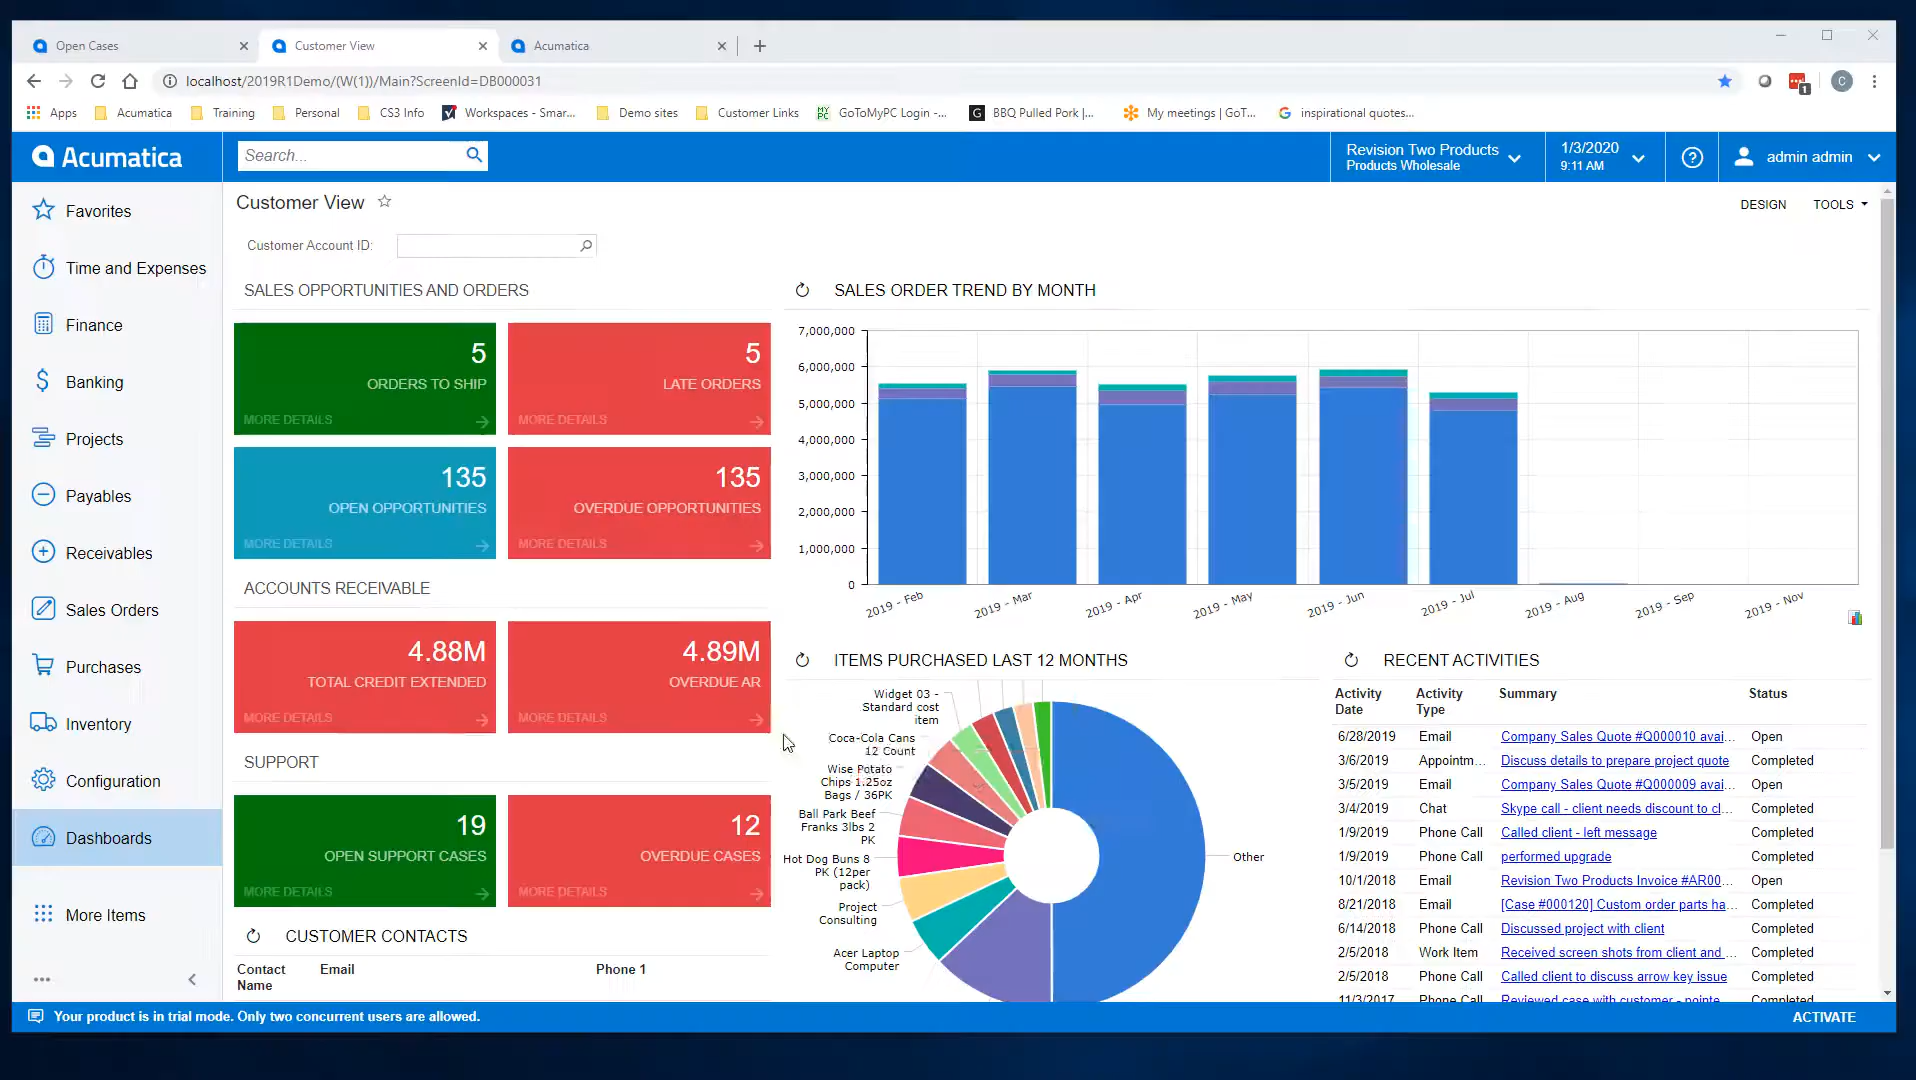 Open Cases
Customer View
Acumatica
localhost/2019R1Demo/(W(1))/Main?ScreenId=DB000031
Apps
Acumatica
Training
Personal
CS3 Info
Workspaces - Smar...
Demo sites
Customer Links
MY PC
GoToMyPC Login -...
G
BBQ Pulled Pork |...
My meetings | GoT...
inspirational quotes...
1
C
Acumatica
Search...
Revision Two Products
Products Wholesale
1/3/2020
9:11 AM
admin admin
Favorites
Time and Expenses
Finance
Banking
Projects
Payables
Receivables
Sales Orders
Purchases
Inventory
Configuration
Dashboards
More Items
Customer View
DESIGN
TOOLS
Customer Account ID:
SALES OPPORTUNITIES AND ORDERS
5
ORDERS TO SHIP
MORE DETAILS
5
LATE ORDERS
MORE DETAILS
135
OPEN OPPORTUNITIES
MORE DETAILS
135
OVERDUE OPPORTUNITIES
MORE DETAILS
ACCOUNTS RECEIVABLE
4.88M
TOTAL CREDIT EXTENDED
MORE DETAILS
4.89M
OVERDUE AR
MORE DETAILS
SUPPORT
19
OPEN SUPPORT CASES
MORE DETAILS
12
OVERDUE CASES
MORE DETAILS
CUSTOMER CONTACTS
Contact Name
Email
Phone 1
SALES ORDER TREND BY MONTH
7,000,000
6,000,000
5,000,000
4,000,000
3,000,000
2,000,000
1,000,000
0
2019 - Feb
2019 - Mar
2019 - Apr
2019 - May
2019 - Jun
2019 - Jul
2019 - Aug
2019 - Sep
2019 - Nov
ITEMS PURCHASED LAST 12 MONTHS
Widget 03 -
Standard cost
item
Coca-Cola Cans
12 Count
Wise Potato
Chips 1.25oz
Bags / 36PK
Ball Park Beef
Franks 3lbs 2
PK
Hot Dog Buns 8
PK (12per
pack)
Project
Consulting
Acer Laptop
Computer
Other
RECENT ACTIVITIES
Activity Date
Activity Type
Summary
Status
6/28/2019 Email Company Sales Quote #Q000010 avai... Open
3/6/2019 Appointm... Discuss details to prepare project quote Completed
3/5/2019 Email Company Sales Quote #Q000009 avai... Open
3/4/2019 Chat Skype call - client needs discount to cl... Completed
1/9/2019 Phone Call Called client - left message Completed
1/9/2019 Phone Call performed upgrade Completed
10/1/2018 Email Revision Two Products Invoice #AR00... Open
8/21/2018 Email [Case #000120] Custom order parts ha... Completed
6/14/2018 Phone Call Discussed project with client Completed
2/5/2018 Work Item Received screen shots from client and ... Completed
2/5/2018 Phone Call Called client to discuss arrow key issue Completed
11/3/2017 Phone Call Reviewed case with customer - pointe Completed
Your product is in trial mode. Only two concurrent users are allowed.
ACTIVATE